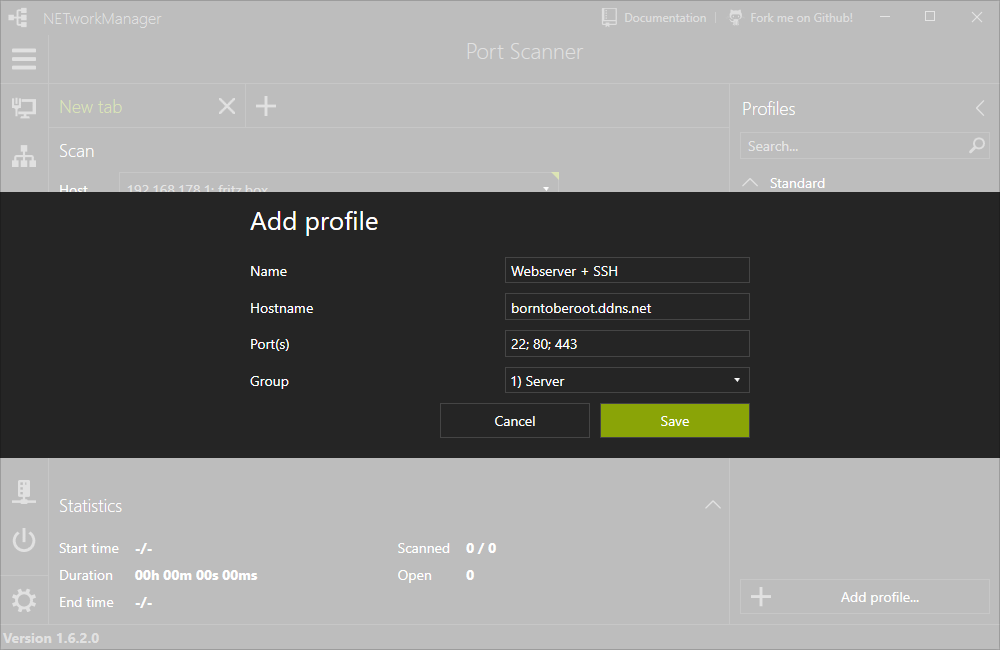 NETworkManager
Documentation
Fork me on Github!
Port Scanner
New tab
Profiles
Scan
Search...
Host 192.168.178.1; fritz.box
Standard
Add profile
Name Webserver + SSH
Hostname borntoberoot.ddns.net
Port(s) 22; 80; 443
Group 1) Server
Cancel Save
Statistics
Start time -/- Scanned 0 / 0
Duration 00h 00m 00s 00ms Open 0
End time -/-
Add profile...
Version 1.6.2.0